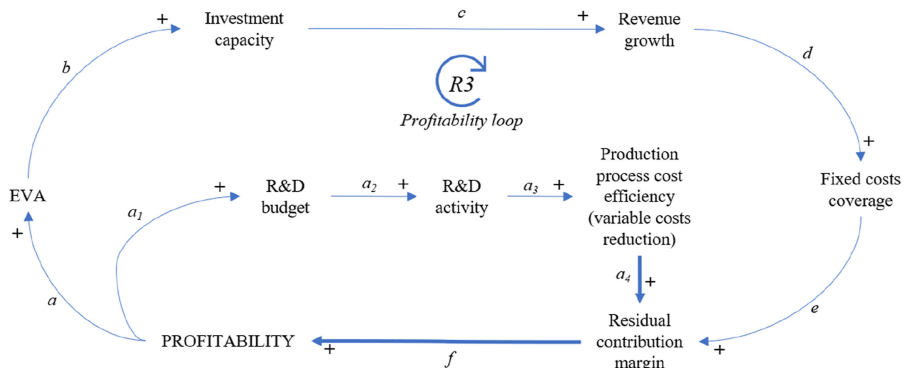 +
Investment
capacity
c
+
Revenue
growth
b
d
R3
Profitability loop
+
EVA
+
a1
+
R&D
budget
a2
+
R&D
activity
a3
+
Production
process cost
efficiency
(variable costs
reduction)
Fixed costs
coverage
a4
+
a
e
PROFITABILITY
+
f
Residual
contribution
margin
+